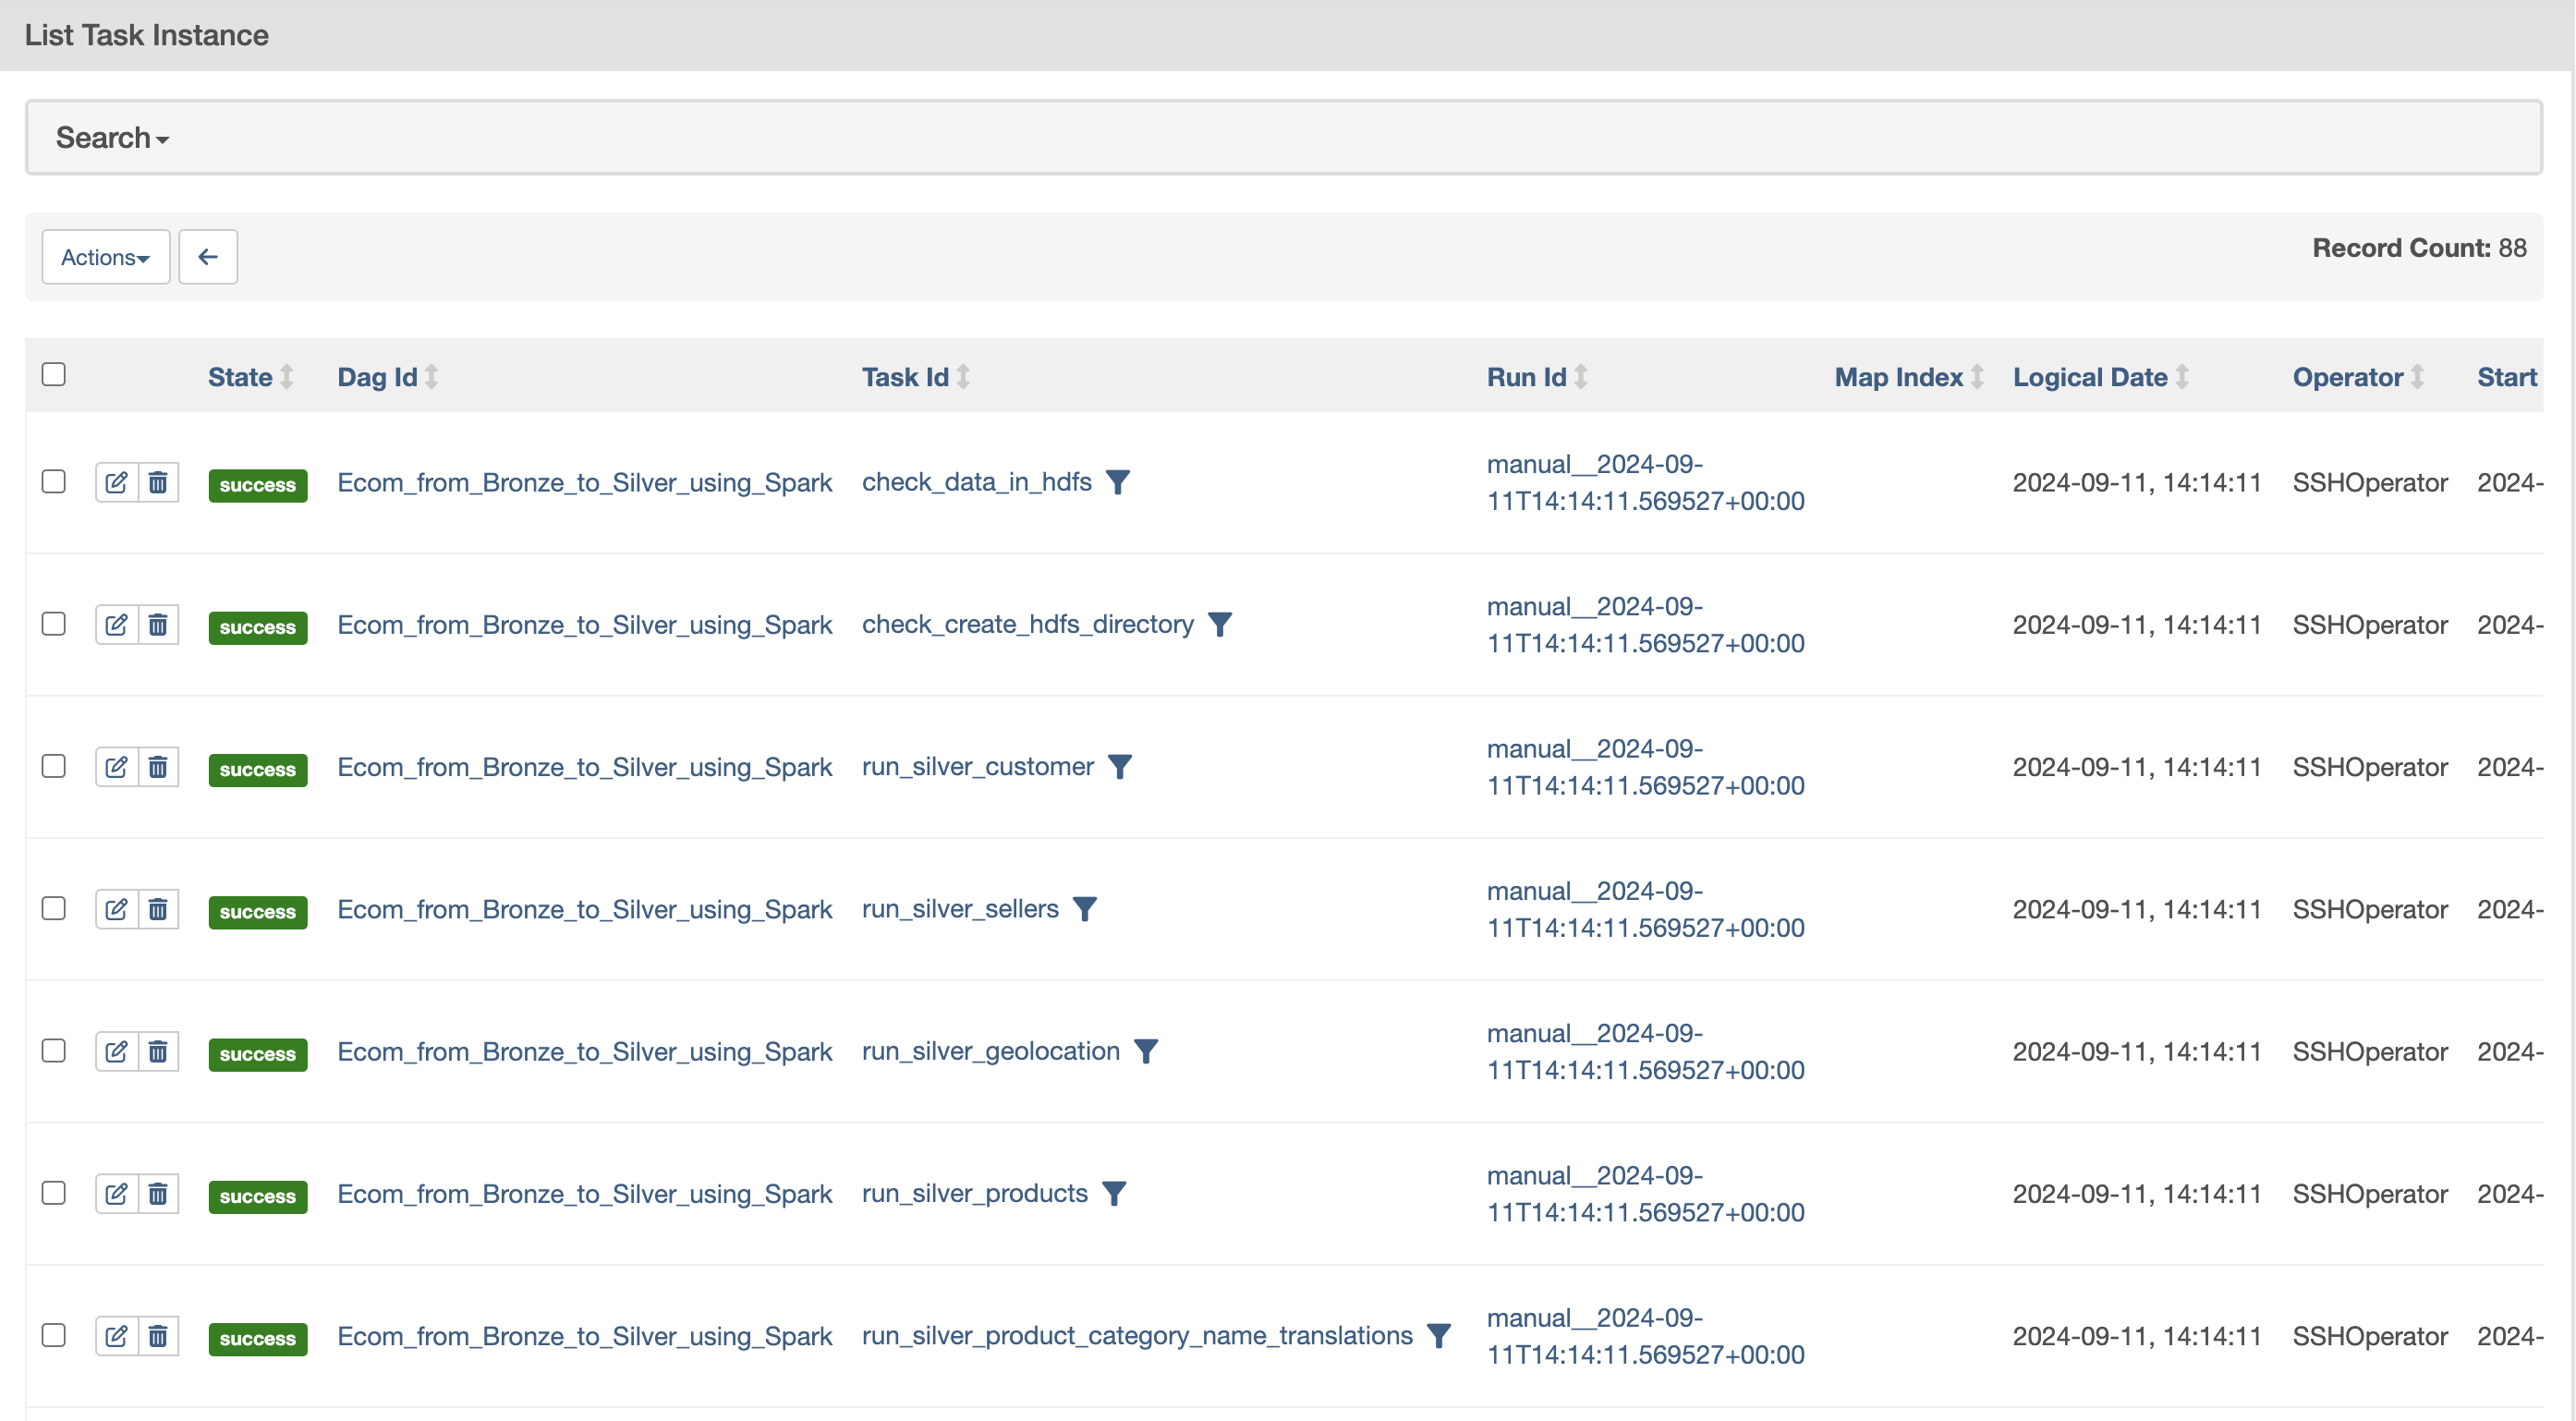 List Task Instance
Search
Actions
Record Count: 88
State Dag Id Task Id Run Id Map Index Logical Date Operator Start
success Ecom_from_Bronze_to_Silver_using_Spark check_data_in_hdfs manual__2024-09-
11T14:14:11.569527+00:00 2024-09-11, 14:14:11 SSHOperator 2024-
success Ecom_from_Bronze_to_Silver_using_Spark check_create_hdfs_directory manual__2024-09-
11T14:14:11.569527+00:00 2024-09-11, 14:14:11 SSHOperator 2024-
success Ecom_from_Bronze_to_Silver_using_Spark run_silver_customer manual__2024-09-
11T14:14:11.569527+00:00 2024-09-11, 14:14:11 SSHOperator 2024-
success Ecom_from_Bronze_to_Silver_using_Spark run_silver_sellers manual__2024-09-
11T14:14:11.569527+00:00 2024-09-11, 14:14:11 SSHOperator 2024-
success Ecom_from_Bronze_to_Silver_using_Spark run_silver_geolocation manual__2024-09-
11T14:14:11.569527+00:00 2024-09-11, 14:14:11 SSHOperator 2024-
success Ecom_from_Bronze_to_Silver_using_Spark run_silver_products manual__2024-09-
11T14:14:11.569527+00:00 2024-09-11, 14:14:11 SSHOperator 2024-
success Ecom_from_Bronze_to_Silver_using_Spark run_silver_product_category_name_translations manual__2024-09-
11T14:14:11.569527+00:00 2024-09-11, 14:14:11 SSHOperator 2024-